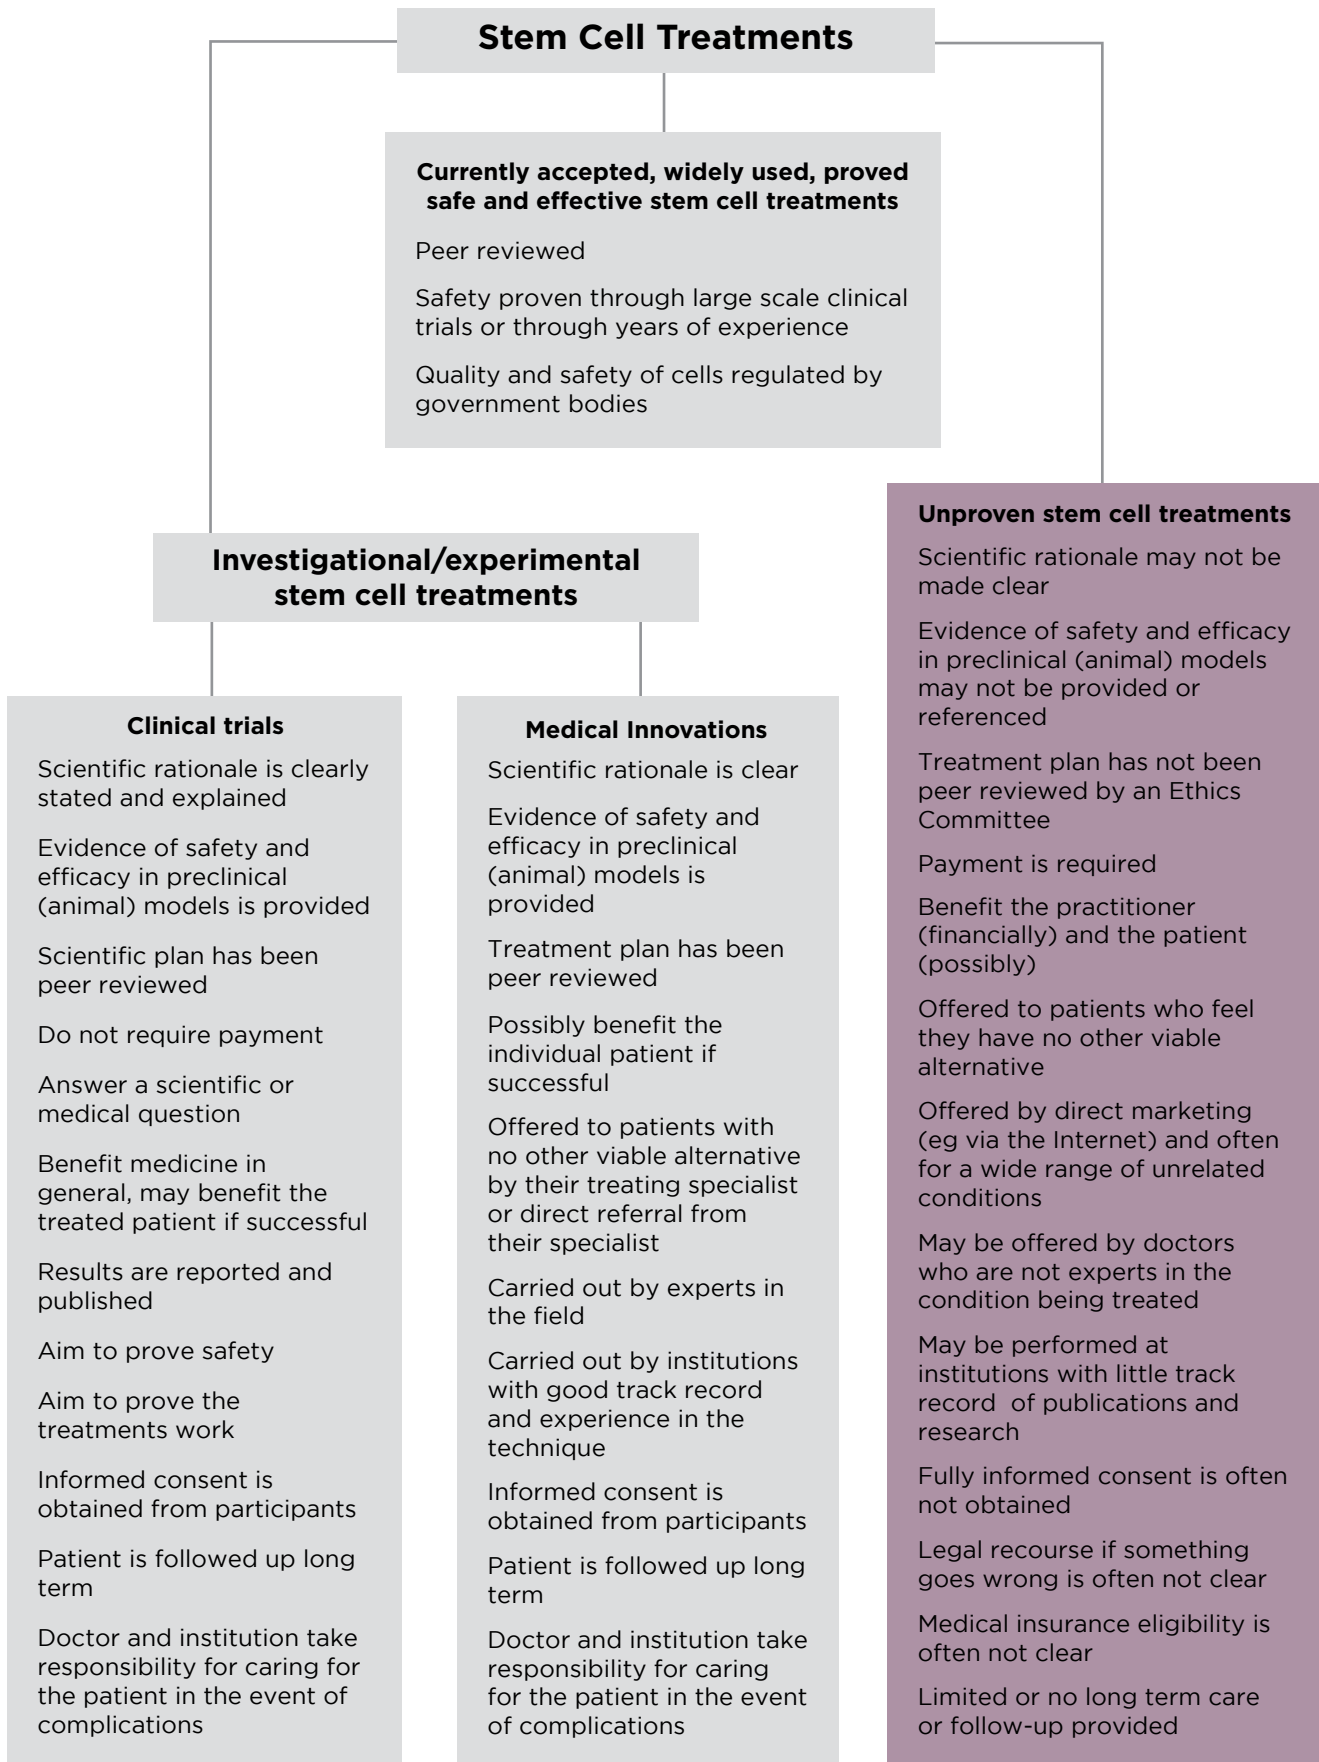 Stem Cell Treatments
Currently accepted, widely used, proved
safe and effective stem cell treatments
Peer reviewed
Safety proven through large scale clinical
trials or through years of experience
Quality and safety of cells regulated by
government bodies
Investigational/experimental
stem cell treatments
Clinical trials
Scientific rationale is clearly
stated and explained
Evidence of safety and
efficacy in preclinical
(animal) models is provided
Scientific plan has been
peer reviewed
Do not require payment
Answer a scientific or
medical question
Benefit medicine in
general, may benefit the
treated patient if successful
Results are reported and
published
Aim to prove safety
Aim to prove the
treatments work
Informed consent is
obtained from participants
Patient is followed up long
term
Doctor and institution take
responsibility for caring for
the patient in the event of
complications
Medical Innovations
Scientific rationale is clear
Evidence of safety and
efficacy in preclinical
(animal) models is
provided
Treatment plan has been
peer reviewed
Possibly benefit the
individual patient if
successful
Offered to patients with
no other viable alternative
by their treating specialist
or direct referral from
their specialist
Carried out by experts in
the field
Carried out by institutions
with good track record
and experience in the
technique
Informed consent is
obtained from participants
Patient is followed up long
term
Doctor and institution take
responsibility for caring
for the patient in the event
of complications
Unproven stem cell treatments
Scientific rationale may not be
made clear
Evidence of safety and efficacy
in preclinical (animal) models
may not be provided or
referenced
Treatment plan has not been
peer reviewed by an Ethics
Committee
Payment is required
Benefit the practitioner
(financially) and the patient
(possibly)
Offered to patients who feel
they have no other viable
alternative
Offered by direct marketing
(eg via the Internet) and often
for a wide range of unrelated
conditions
May be offered by doctors
who are not experts in the
condition being treated
May be performed at
institutions with little track
record of publications and
research
Fully informed consent is often
not obtained
Legal recourse if something
goes wrong is often not clear
Medical insurance eligibility is
often not clear
Limited or no long term care
or follow-up provided